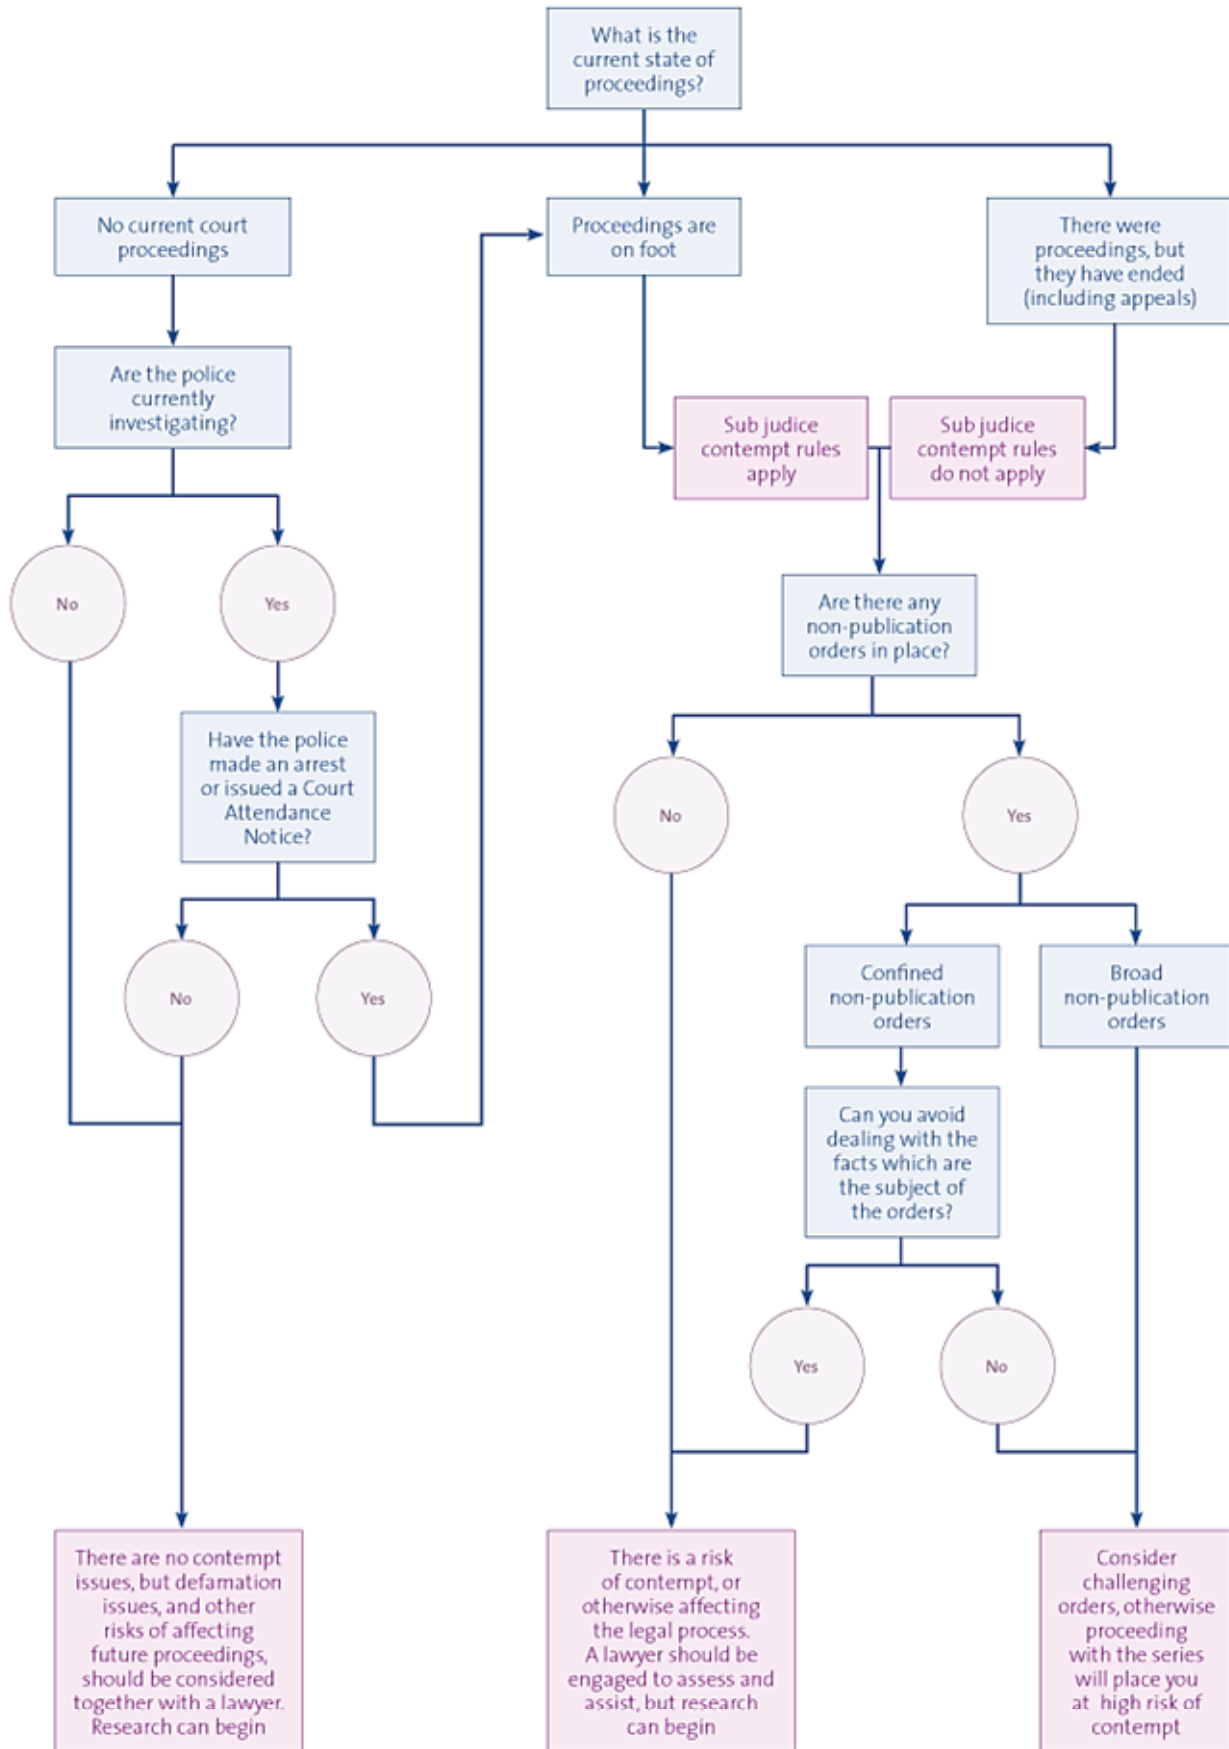 What is the
current state of
proceedings?
No current court
proceedings
Proceedings are
on foot
There were
proceedings, but
they have ended
(including appeals)
Are the police
currently
investigating?
Sub judice
contempt rules
apply
Sub judice
contempt rules
do not apply
No
Yes
Are there any
non-publication
orders in place?
Have the police
made an arrest
or issued a Court
Attendance
Notice?
No
Yes
No
Yes
Confined
non-publication
orders
Broad
non-publication
orders
Can you avoid
dealing with the
facts which are
the subject of
the orders?
Yes
No
There are no contempt
issues, but defamation
issues, and other
risks of affecting
future proceedings,
should be considered
together with a lawyer.
Research can begin
There is a risk
of contempt, or
otherwise affecting
the legal process.
A lawyer should be
engaged to assess and
assist, but research
can begin
Consider
challenging
orders, otherwise
proceeding
with the series
will place you
at high risk of
contempt